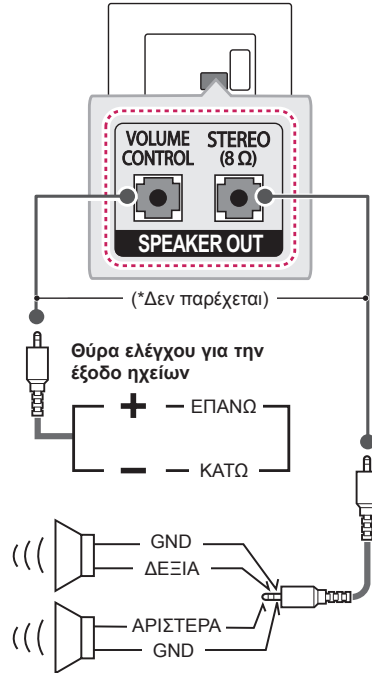 VOLUME CONTROL
STEREO (8 Ω)
SPEAKER OUT
(*Δεν παρέχεται)
Θύρα ελέγχου για την
έξοδο ηχείων
+ ΕΠΑΝΩ
− ΚΑΤΩ
GND
ΔΕΞΙΑ
ΑΡΙΣΤΕΡΑ
GND